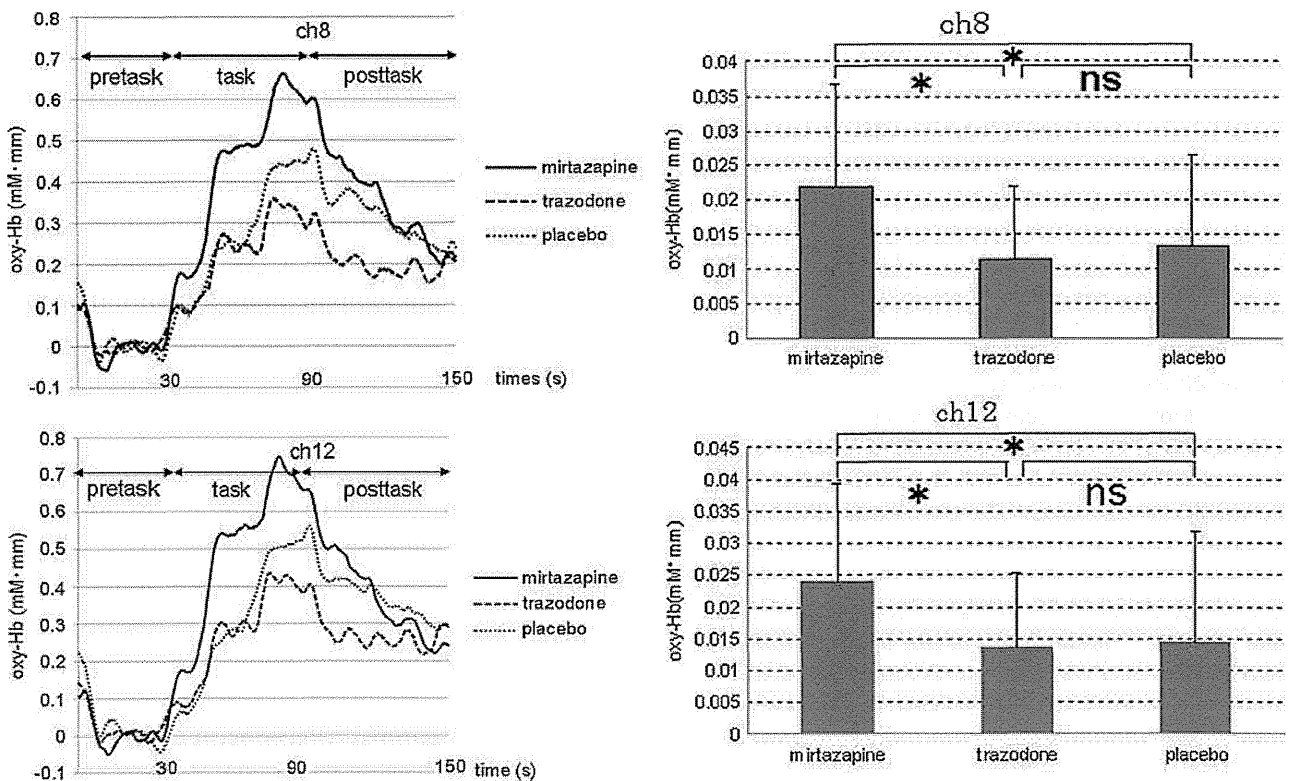 ch8
0.8
0.7
0.6
0.5
0.4
0.3
0.2
0.1
0
-0.1
oxy-Hb (mM·mm)
pretask
task
posttask
30
90
150
times (s)
mirtazapine
trazodone
placebo
ch8
*
*
ns
0.04
0.035
0.03
0.025
0.02
0.015
0.01
0.005
0
oxy-Hb(mM*mm)
mirtazapine
trazodone
placebo
ch12
0.8
0.7
0.6
0.5
0.4
0.3
0.2
0.1
0
0.1
oxy-Hb (mM·mm)
pretask
task
posttask
30
90
150
time (s)
mirtazapine
trazodone
placebo
ch12
*
*
ns
0.045
0.04
0.035
0.03
0.025
0.02
0.015
0.01
0.005
0
oxy-Hb(mM*mm)
mirtazapine
trazodone
placebo